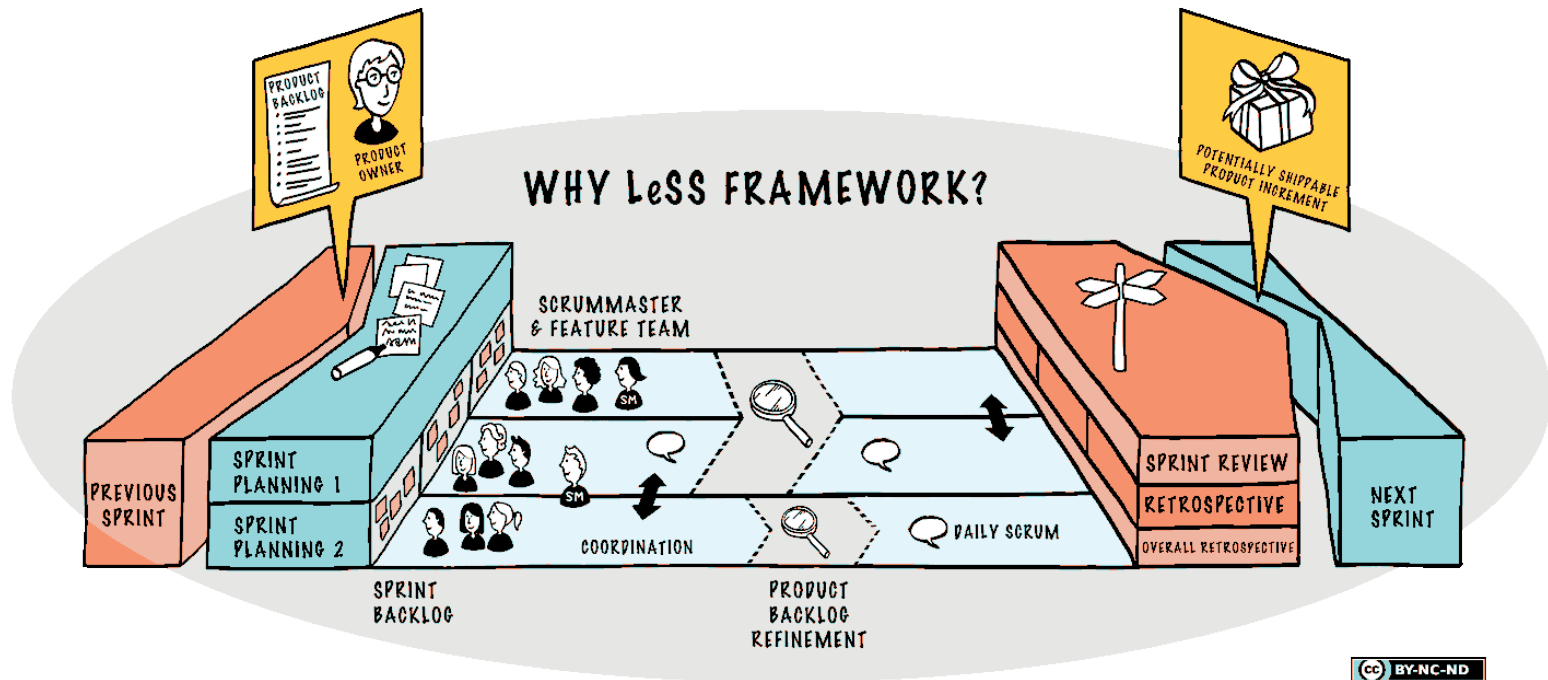 PRODUCT
BACKLOG
PRODUCT
OWNER
WHY LeSS FRAMEWORK?
POTENTIALLY SHIPPABLE
PRODUCT INCREMENT
SCRUMMASTER
& FEATURE TEAM
SM
SM
PREVIOUS
SPRINT
SPRINT
PLANNING 1
SPRINT
PLANNING 2
COORDINATION
DAILY SCRUM
SPRINT
BACKLOG
PRODUCT
BACKLOG
REFINEMENT
SPRINT REVIEW
RETROSPECTIVE
OVERALL RETROSPECTIVE
NEXT
SPRINT
cc BY-NC-ND